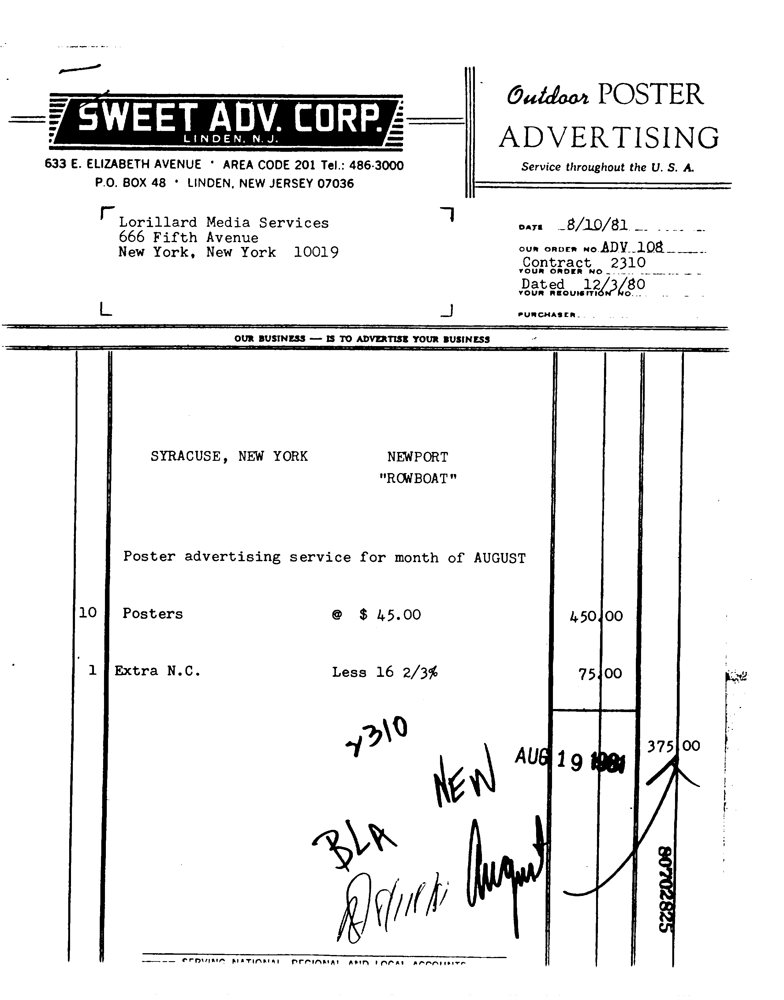 SWEET ADV. CORP.
LINDEN, N.J.
633 E. ELIZABETH AVENUE • AREA CODE 201 Tel.: 486-3000
P.O. BOX 48 • LINDEN, NEW JERSEY 07036
Outdoor POSTER
ADVERTISING
Service throughout the U. S. A.
Lorillard Media Services
666 Fifth Avenue
New York, New York 10019
DATE 8/10/81
OUR ORDER NO ADV 108
Contract 2310
YOUR ORDER NO
Dated 12/3/80
YOUR REQUISITION NO.
PURCHASER
OUR BUSINESS — IS TO ADVERTISE YOUR BUSINESS
SYRACUSE, NEW YORK NEWPORT
"ROWBOAT"
Poster advertising service for month of AUGUST
10 Posters @ $ 45.00 450.00
1 Extra N.C. Less 16 2/3% 75.00
375.00
AUG 19 1981
NEW
BLA
August
80702825
SERVING NATIONAL REGIONAL AND LOCAL ACCOUNTS